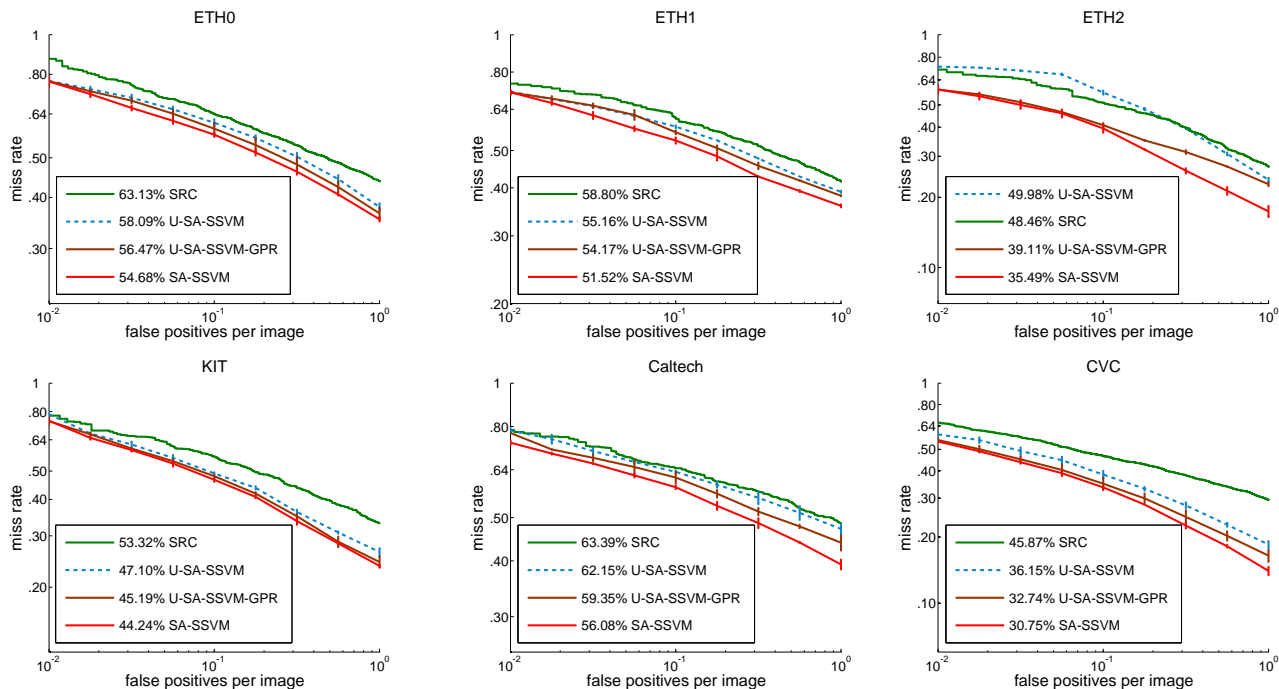 ETH0
1
.80
.64
.50
.40
.30
miss rate
63.13% SRC
58.09% U-SA-SSVM
56.47% U-SA-SSVM-GPR
54.68% SA-SSVM
10^-2
10^-1
10^0
false positives per image
ETH1
1
.80
.64
.50
.40
.30
.20
miss rate
58.80% SRC
55.16% U-SA-SSVM
54.17% U-SA-SSVM-GPR
51.52% SA-SSVM
10^-2
10^-1
10^0
false positives per image
ETH2
1
.80
.64
.50
.40
.30
.20
.10
miss rate
49.98% U-SA-SSVM
48.46% SRC
39.11% U-SA-SSVM-GPR
35.49% SA-SSVM
10^-2
10^-1
10^0
false positives per image
KIT
1
.80
.64
.50
.40
.30
.20
miss rate
53.32% SRC
47.10% U-SA-SSVM
45.19% U-SA-SSVM-GPR
44.24% SA-SSVM
10^-2
10^-1
10^0
false positives per image
Caltech
1
.80
.64
.50
.40
.30
miss rate
63.39% SRC
62.15% U-SA-SSVM
59.35% U-SA-SSVM-GPR
56.08% SA-SSVM
10^-2
10^-1
10^0
false positives per image
CVC
1
.80
.64
.50
.40
.30
.20
.10
miss rate
45.87% SRC
36.15% U-SA-SSVM
32.74% U-SA-SSVM-GPR
30.75% SA-SSVM
10^-2
10^-1
10^0
false positives per image